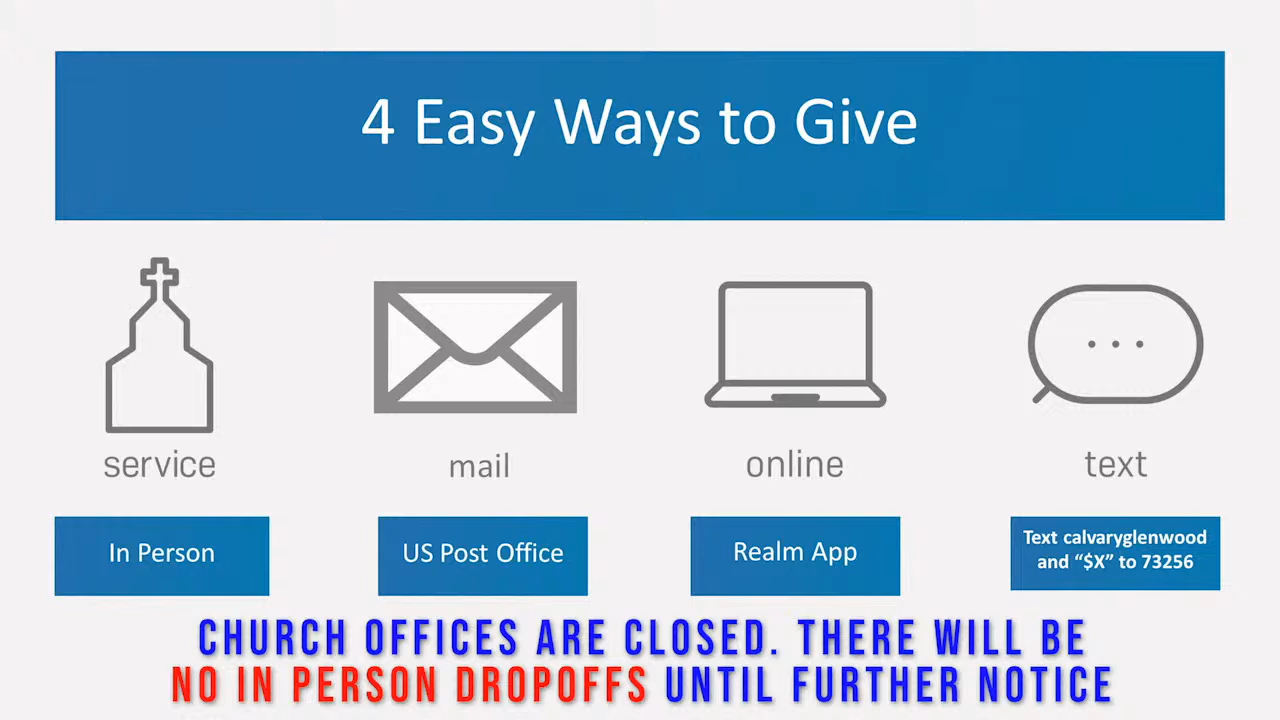 4 Easy Ways to Give
service
mail
online
text
In Person
US Post Office
Realm App
Text calvaryglenwood
and “$X” to 73256
CHURCH OFFICES ARE CLOSED. THERE WILL BE
NO IN PERSON DROPOFFS UNTIL FURTHER NOTICE